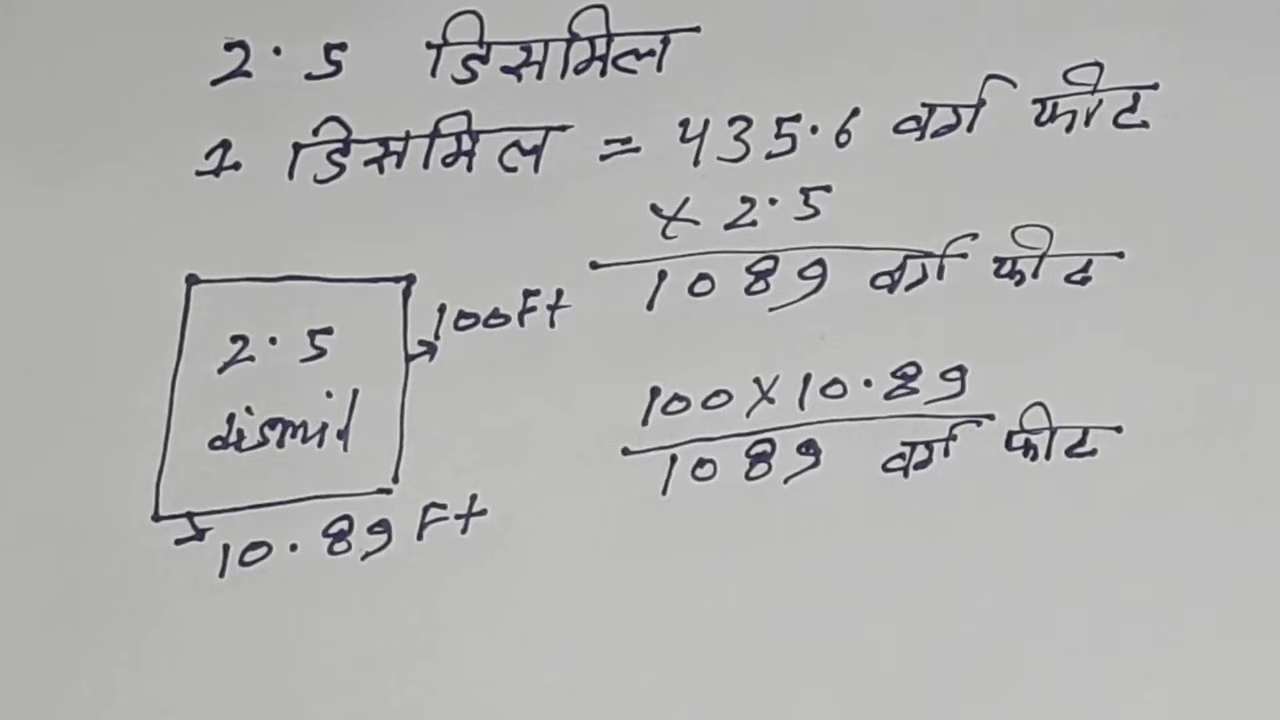 2.5 डिसमिल
1 डिसमिल = 435.6 वर्ग फीट
x 2.5
1089 वर्ग फीट
100Ft
2.5
dismil
10.89 Ft
100 x 10.89
1089 वर्ग फीट